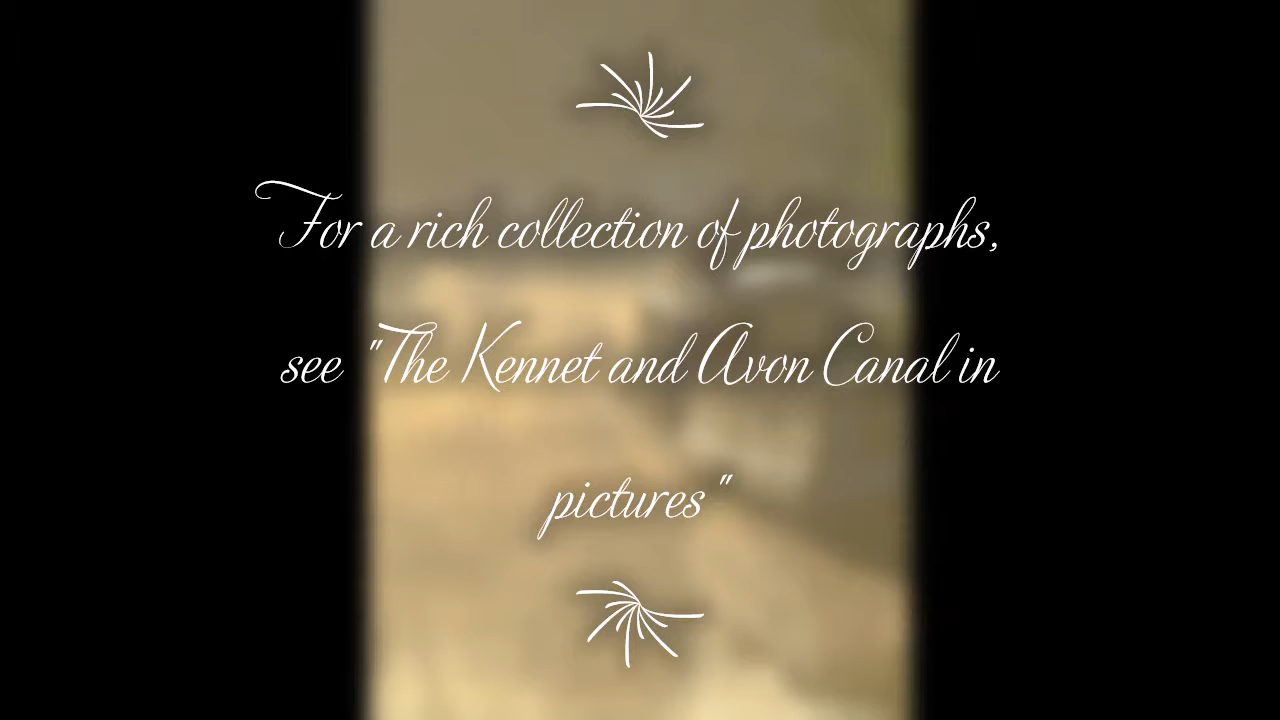 For a rich collection of photographs,
see "The Kennet and Avon Canal in
pictures"